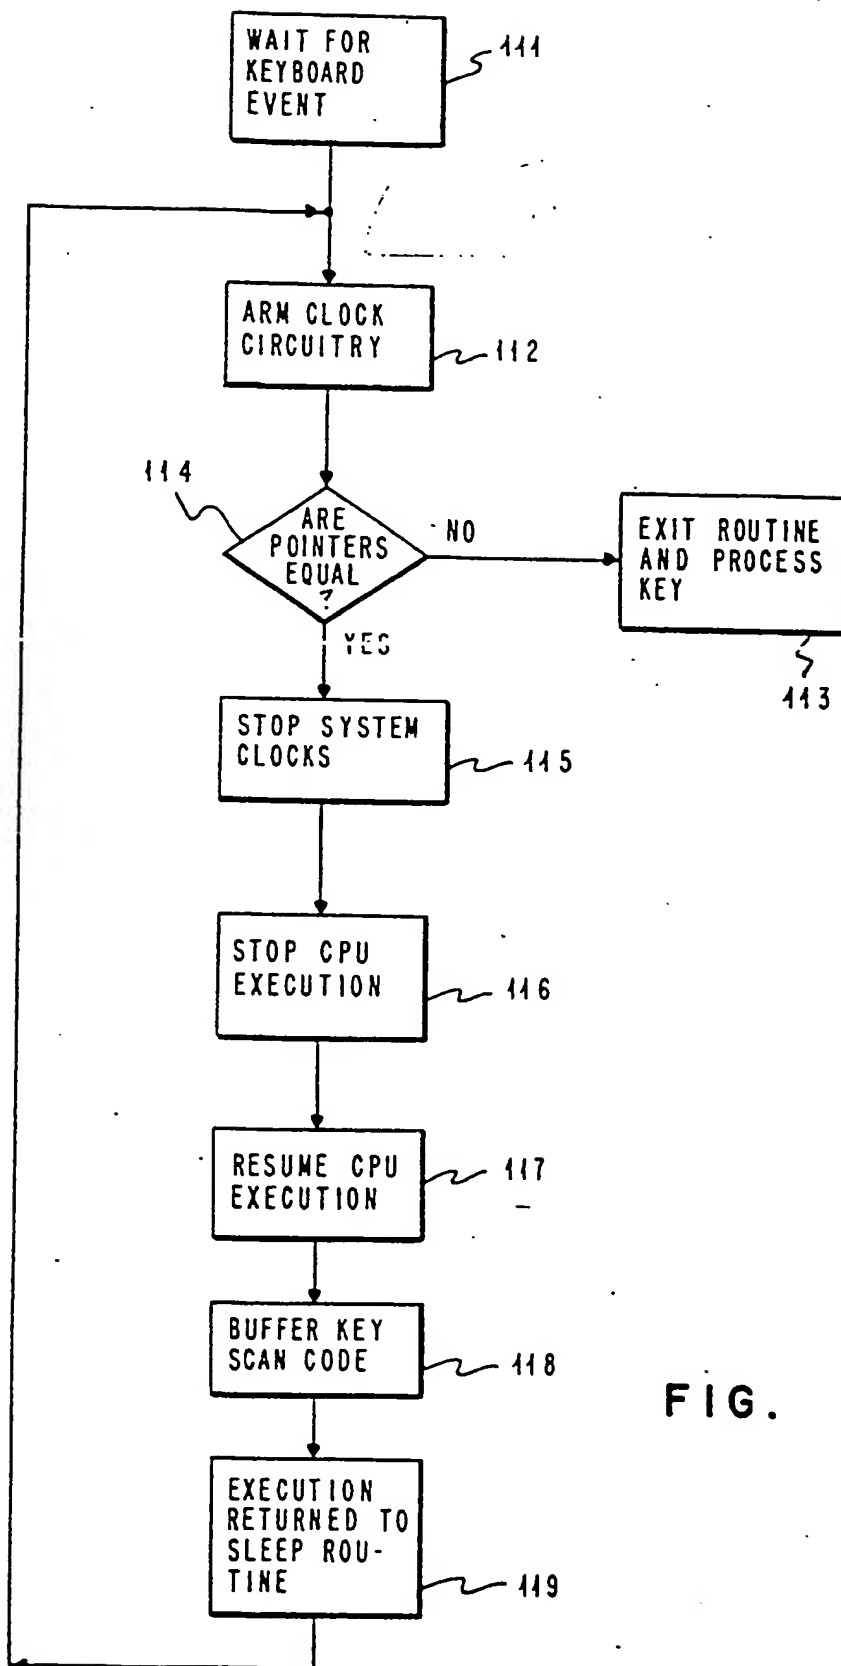 WAIT FOR
KEYBOARD
EVENT
111
ARM CLOCK
CIRCUITRY
112
114
ARE
POINTERS
EQUAL
?
NO
EXIT ROUTINE
AND PROCESS
KEY
113
YES
STOP SYSTEM
CLOCKS
115
STOP CPU
EXECUTION
116
RESUME CPU
EXECUTION
117
BUFFER KEY
SCAN CODE
118
FIG.
EXECUTION
RETURNED TO
SLEEP ROU-
TINE
119